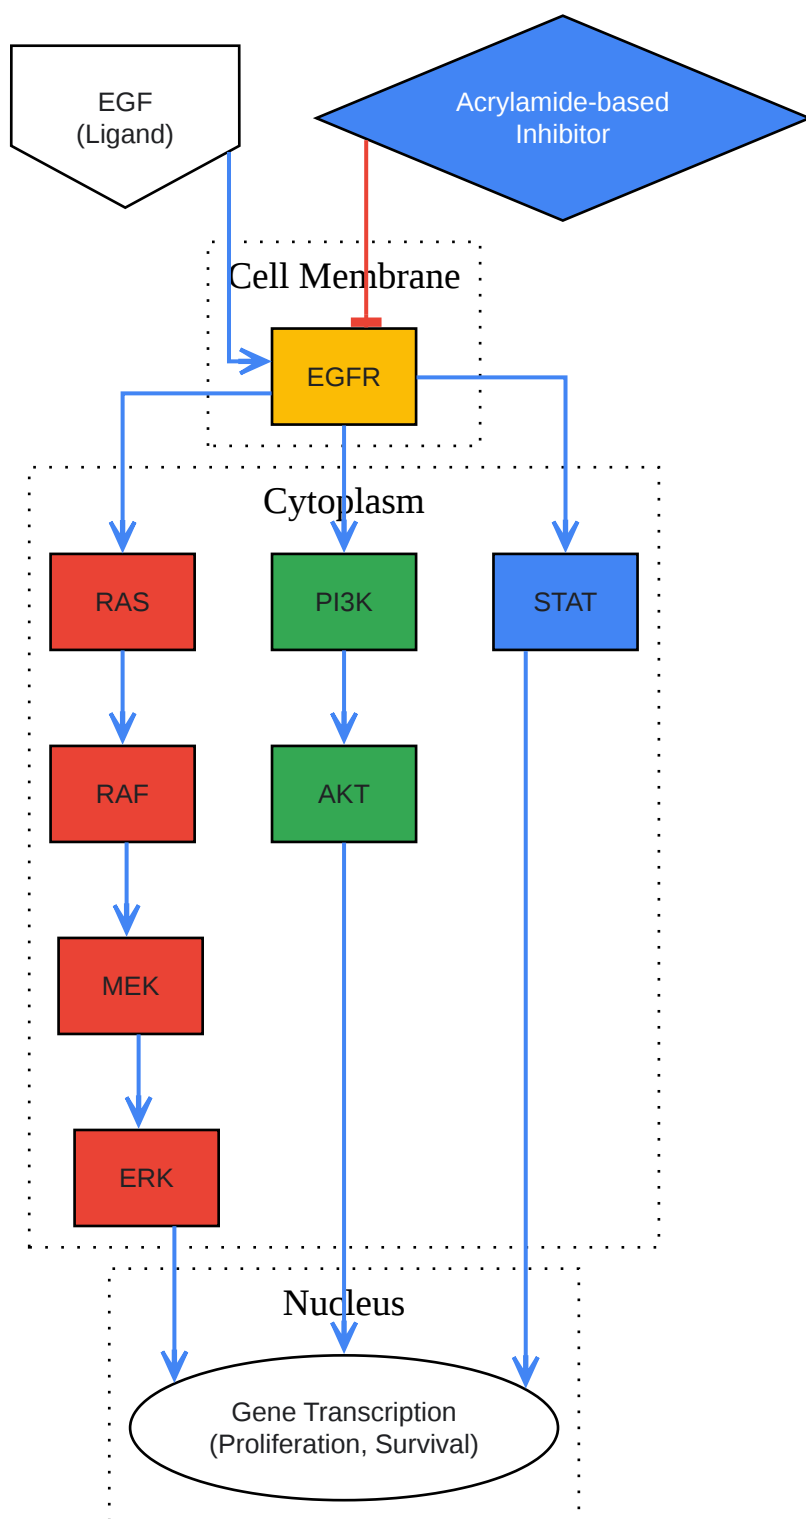 EGF
(Ligand)
Acrylamide-based
Inhibitor
Cell Membrane
EGFR
Cytoplasm
RAS
PI3K
STAT
RAF
AKT
MEK
ERK
Nucleus
Gene Transcription
(Proliferation, Survival)